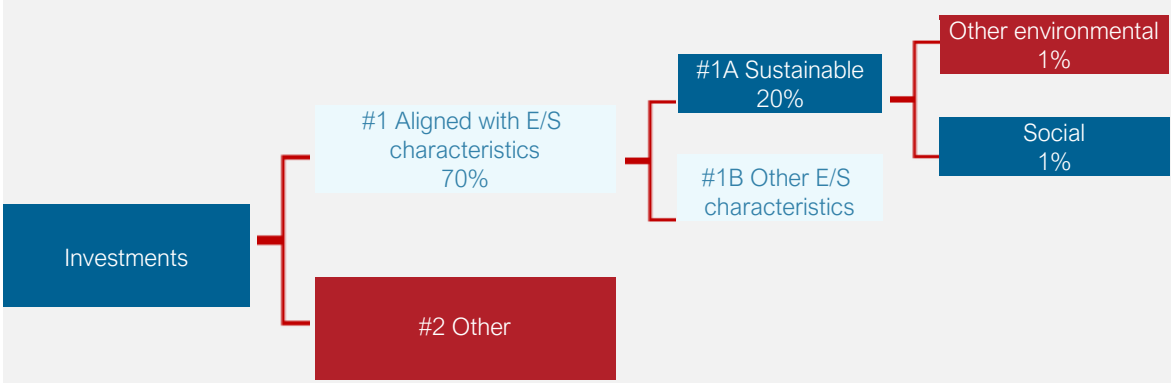 Investments
#1 Aligned with E/S
characteristics
70%
#2 Other
#1A Sustainable
20%
#1B Other E/S
characteristics
Other environmental
1%
Social
1%